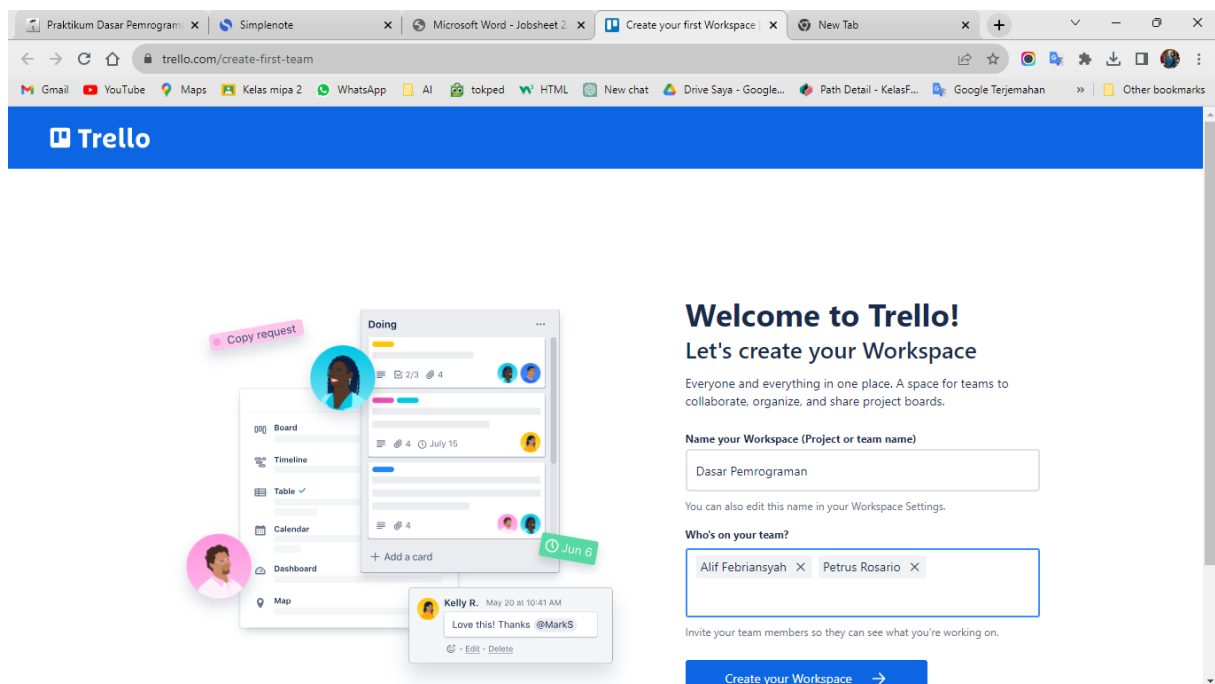 Praktikum Dasar Pemrogram
Simplenote
Microsoft Word - Jobsheet 2.
Create your first Workspace |
New Tab
trello.com/create-first-team
Gmail
YouTube
Maps
Kelas mipa 2
WhatsApp
AI
tokped
HTML
New chat
Drive Saya - Google...
Path Detail - KelasF...
Google Terjemahan
»
Other bookmarks
Trello
Copy request
Board
Timeline
Table
Calendar
Dashboard
Map
Doing
2/3 4
4 July 15
4
+ Add a card
Jun 6
Kelly R. May 20 at 10:41 AM
Love this! Thanks @MarkS
- Edit - Delete
Welcome to Trello!
Let's create your Workspace
Everyone and everything in one place. A space for teams to
collaborate, organize, and share project boards.
Name your Workspace (Project or team name)
Dasar Pemrograman
You can also edit this name in your Workspace Settings.
Who's on your team?
Alif Febriansyah Petrus Rosario
Invite your team members so they can see what you're working on.
Create your Workspace